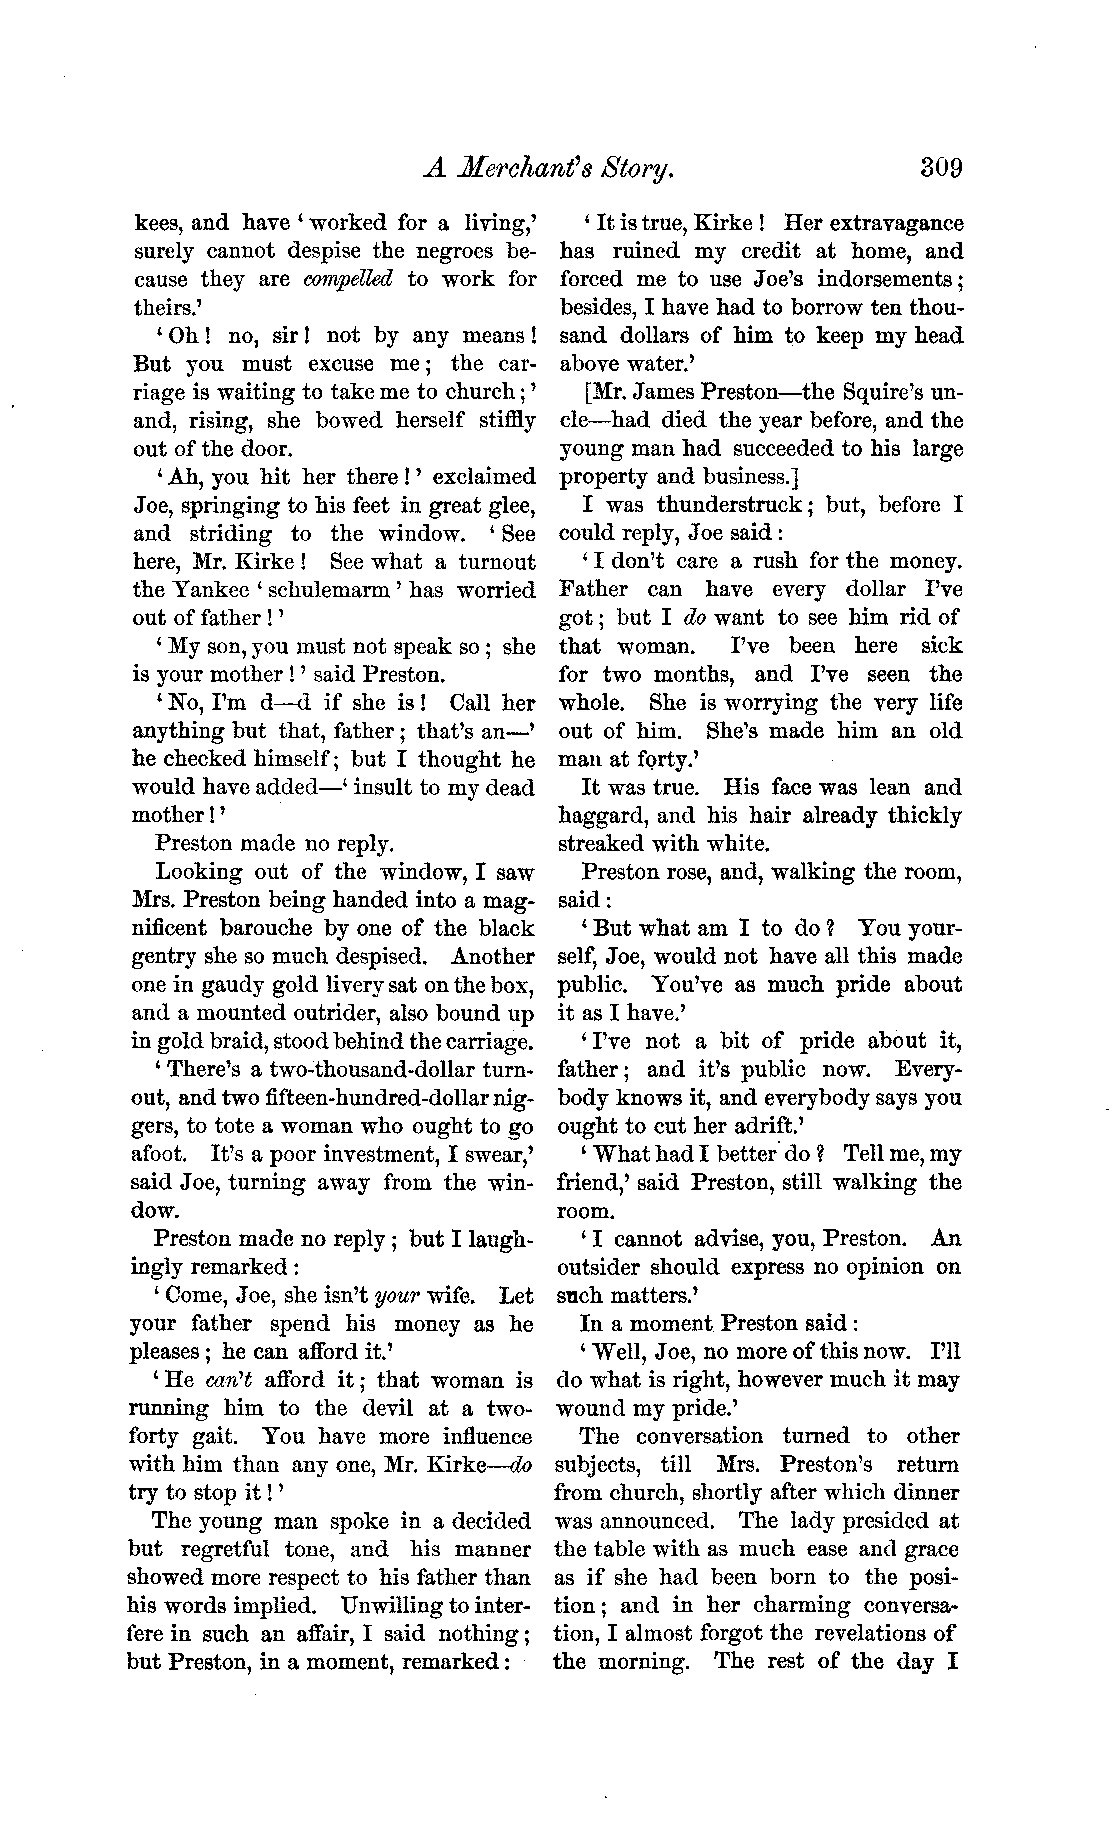 A Merchant's Story. 309
kees, and have 'worked for a living,'
surely cannot despise the negroes be-
cause they are compelled to work for
theirs.'
'Oh! no, sir! not by any means!
But you must excuse me; the car-
riage is waiting to take me to church;'
and, rising, she bowed herself stiffly
out of the door.
'Ah, you hit her there!' exclaimed
Joe, springing to his feet in great glee,
and striding to the window. 'See
here, Mr. Kirke! See what a turnout
the Yankee 'schulemarm' has worried
out of father!'
'My son, you must not speak so; she
is your mother!' said Preston.
'No, I'm d—d if she is! Call her
anything but that, father; that's an—'
he checked himself; but I thought he
would have added—'insult to my dead
mother!'
Preston made no reply.
Looking out of the window, I saw
Mrs. Preston being handed into a mag-
nificent barouche by one of the black
gentry she so much despised. Another
one in gaudy gold livery sat on the box,
and a mounted outrider, also bound up
in gold braid, stood behind the carriage.
'There's a two-thousand-dollar turn-
out, and two fifteen-hundred-dollar nig-
gers, to tote a woman who ought to go
afoot. It's a poor investment, I swear,'
said Joe, turning away from the win-
dow.
Preston made no reply; but I laugh-
ingly remarked:
'Come, Joe, she isn't your wife. Let
your father spend his money as he
pleases; he can afford it.'
'He can't afford it; that woman is
running him to the devil at a two-
forty gait. You have more influence
with him than any one, Mr. Kirke—do
try to stop it!'
The young man spoke in a decided
but regretful tone, and his manner
showed more respect to his father than
his words implied. Unwilling to inter-
fere in such an affair, I said nothing;
but Preston, in a moment, remarked:
'It is true, Kirke! Her extravagance
has ruined my credit at home, and
forced me to use Joe's indorsements;
besides, I have had to borrow ten thou-
sand dollars of him to keep my head
above water.'
[Mr. James Preston—the Squire's un-
cle—had died the year before, and the
young man had succeeded to his large
property and business.]
I was thunderstruck; but, before I
could reply, Joe said:
'I don't care a rush for the money.
Father can have every dollar I've
got; but I do want to see him rid of
that woman. I've been here sick
for two months, and I've seen the
whole. She is worrying the very life
out of him. She's made him an old
man at forty.'
It was true. His face was lean and
haggard, and his hair already thickly
streaked with white.
Preston rose, and, walking the room,
said:
'But what am I to do? You your-
self, Joe, would not have all this made
public. You've as much pride about
it as I have.'
'I've not a bit of pride about it,
father; and it's public now. Every-
body knows it, and everybody says you
ought to cut her adrift.'
'What had I better do? Tell me, my
friend,' said Preston, still walking the
room.
'I cannot advise, you, Preston. An
outsider should express no opinion on
such matters.'
In a moment Preston said:
'Well, Joe, no more of this now. I'll
do what is right, however much it may
wound my pride.'
The conversation turned to other
subjects, till Mrs. Preston's return
from church, shortly after which dinner
was announced. The lady presided at
the table with as much ease and grace
as if she had been born to the posi-
tion; and in her charming conversa-
tion, I almost forgot the revelations of
the morning. The rest of the day I